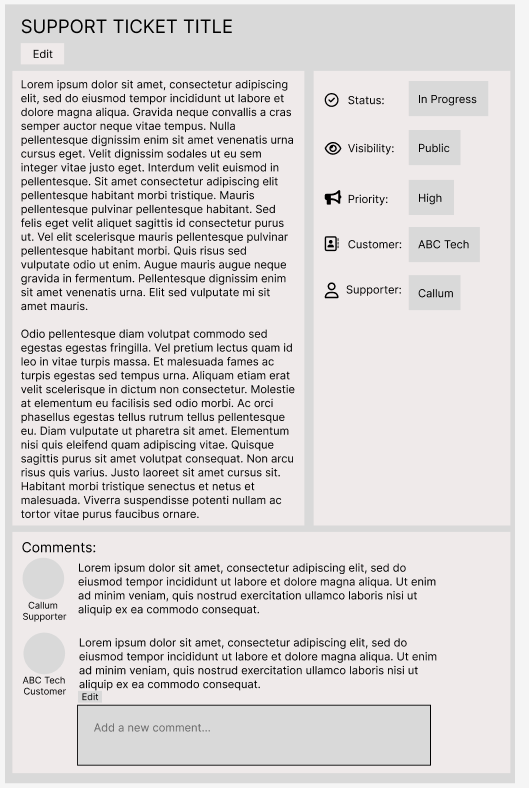 SUPPORT TICKET TITLE
Edit
Lorem ipsum dolor sit amet, consectetur adipiscing
elit, sed do eiusmod tempor incididunt ut labore et
dolore magna aliqua. Gravida neque convallis a cras
semper auctor neque vitae tempus. Nulla
pellentesque dignissim enim sit amet venenatis urna
cursus eget. Velit dignissim sodales ut eu sem
integer vitae justo eget. Interdum velit euismod in
pellentesque. Sit amet consectetur adipiscing elit
pellentesque habitant morbi tristique. Mauris
pellentesque pulvinar pellentesque habitant. Sed
felis eget velit aliquet sagittis id consectetur purus
ut. Vel elit scelerisque mauris pellentesque pulvinar
pellentesque habitant morbi. Quis risus sed
vulputate odio ut enim. Augue mauris augue neque
gravida in fermentum. Pellentesque dignissim enim
sit amet venenatis urna. Elit sed vulputate mi sit
amet mauris.
Odio pellentesque diam volutpat commodo sed
egestas egestas fringilla. Vel pretium lectus quam id
leo in vitae turpis massa. Et malesuada fames ac
turpis egestas sed tempus urna. Aliquam etiam erat
velit scelerisque in dictum non consectetur. Molestie
at elementum eu facilisis sed odio morbi. Ac orci
phasellus egestas tellus rutrum tellus pellentesque
eu. Diam vulputate ut pharetra sit amet. Elementum
nisi quis eleifend quam adipiscing vitae. Quisque
sagittis purus sit amet volutpat consequat. Non arcu
risus quis varius. Justo laoreet sit amet cursus sit.
Habitant morbi tristique senectus et netus et
malesuada. Viverra suspendisse potenti nullam ac
tortor vitae purus faucibus ornare.
Status: In Progress
Visibility: Public
Priority: High
Customer: ABC Tech
Supporter: Callum
Comments:
Callum
Supporter
Lorem ipsum dolor sit amet, consectetur adipiscing elit, sed do
eiusmod tempor incididunt ut labore et dolore magna aliqua. Ut enim
ad minim veniam, quis nostrud exercitation ullamco laboris nisi ut
aliquip ex ea commodo consequat.
ABC Tech
Customer
Lorem ipsum dolor sit amet, consectetur adipiscing elit, sed do
eiusmod tempor incididunt ut labore et dolore magna aliqua. Ut enim
ad minim veniam, quis nostrud exercitation ullamco laboris nisi ut
aliquip ex ea commodo consequat.
Edit
Add a new comment...